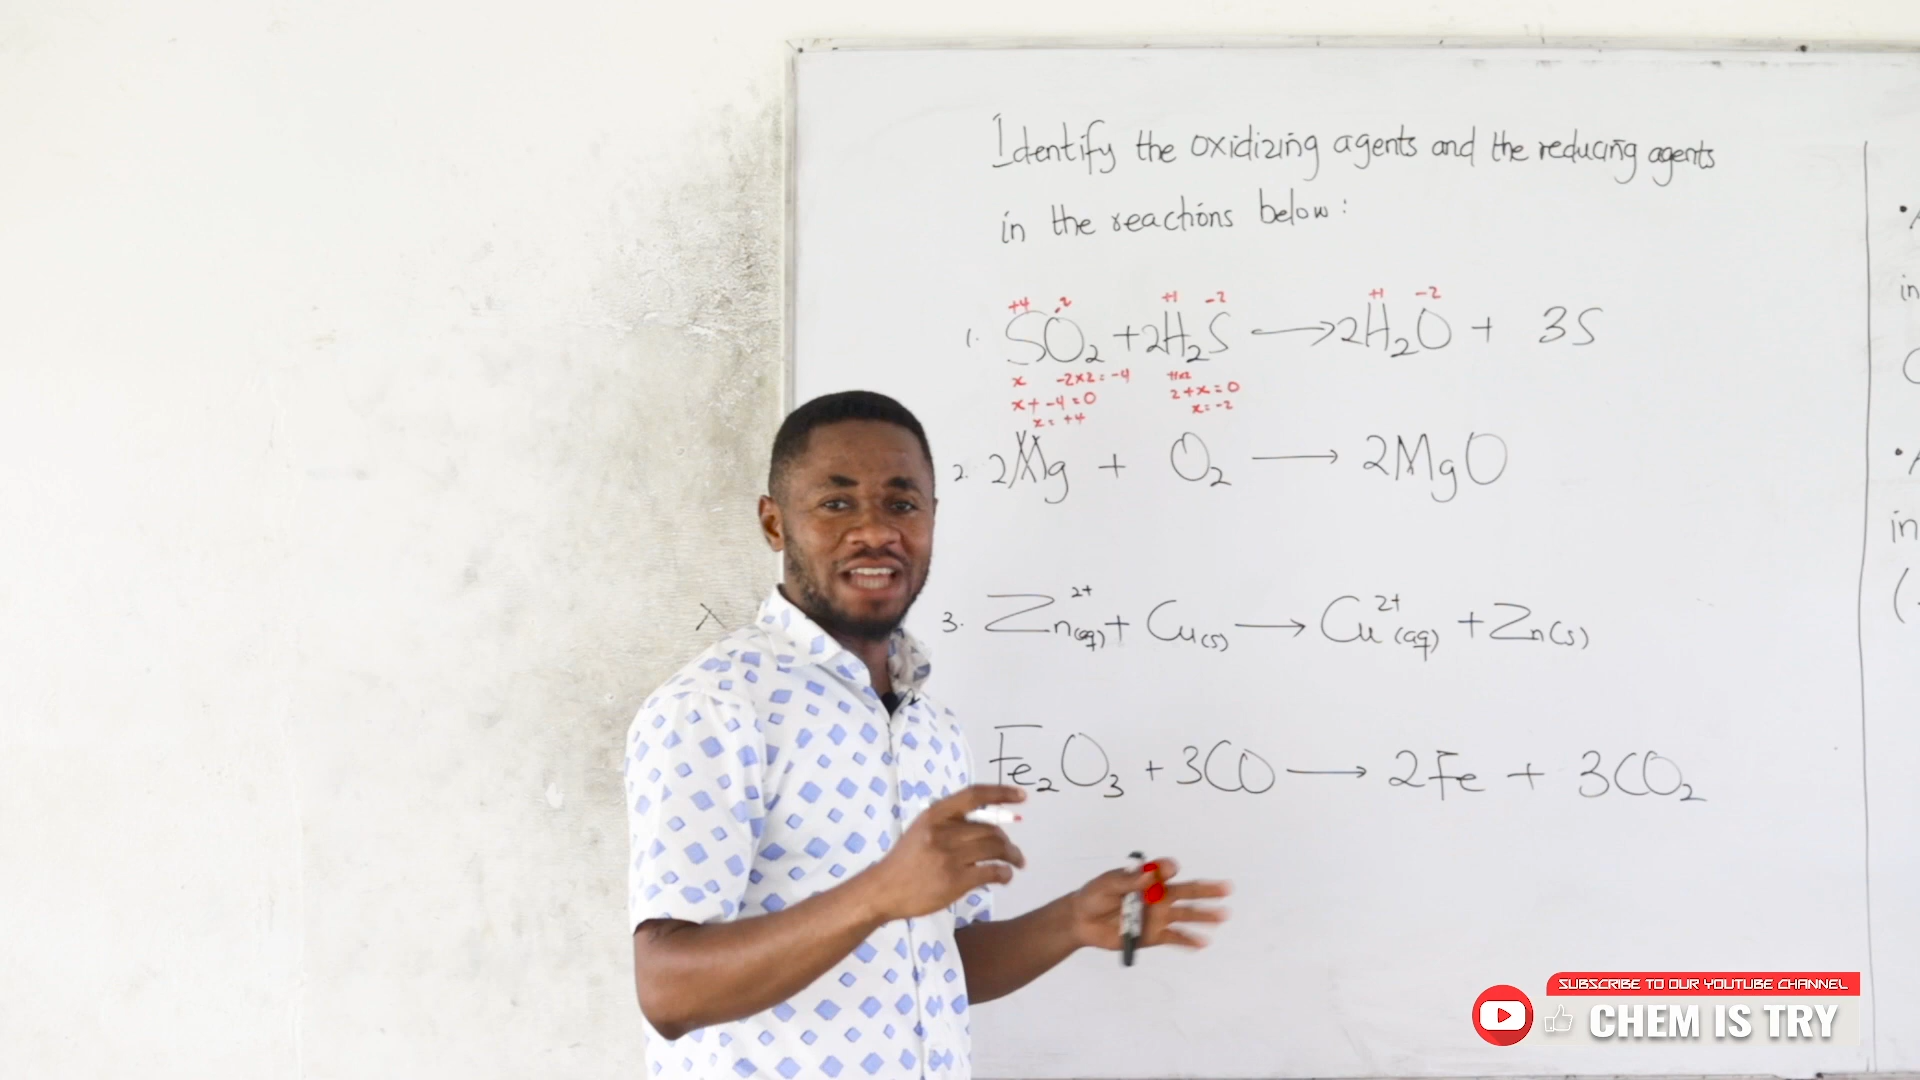 Identify the oxidizing agents and the reducing agents
in the reactions below:
+4 -2 +1 -2 +1 -2
1. SO₂ + 2H₂S ⟶ 2H₂O + 3S
x -2×2=-4
x + -4 = 0 2+x=0
x = +4 x=-2
2. 2Mg + O₂ ⟶ 2MgO
3. Zn²⁺(aq) + Cu(s) ⟶ Cu²⁺(aq) + Zn(s)
Fe₂O₃ + 3CO ⟶ 2Fe + 3CO₂
in
in
SUBSCRIBE TO OUR YOUTUBE CHANNEL
CHEM IS TRY